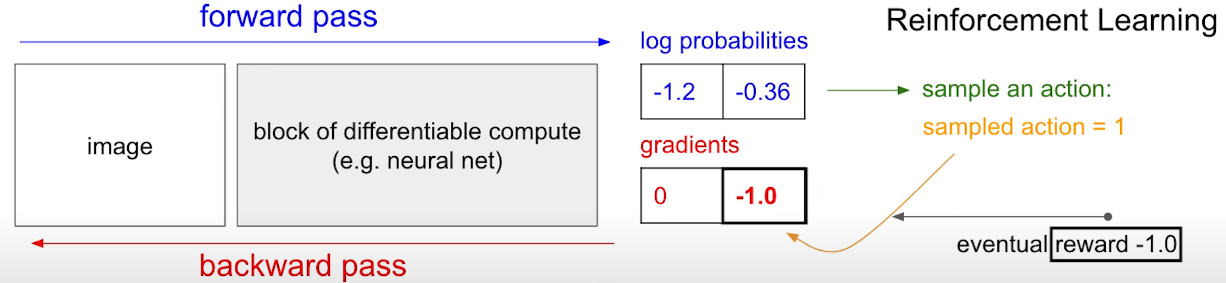 forward pass
Reinforcement Learning
image
block of differentiable compute
(e.g. neural net)
log probabilities
-1.2 -0.36
sample an action:
sampled action = 1
gradients
0 -1.0
eventual reward -1.0
backward pass